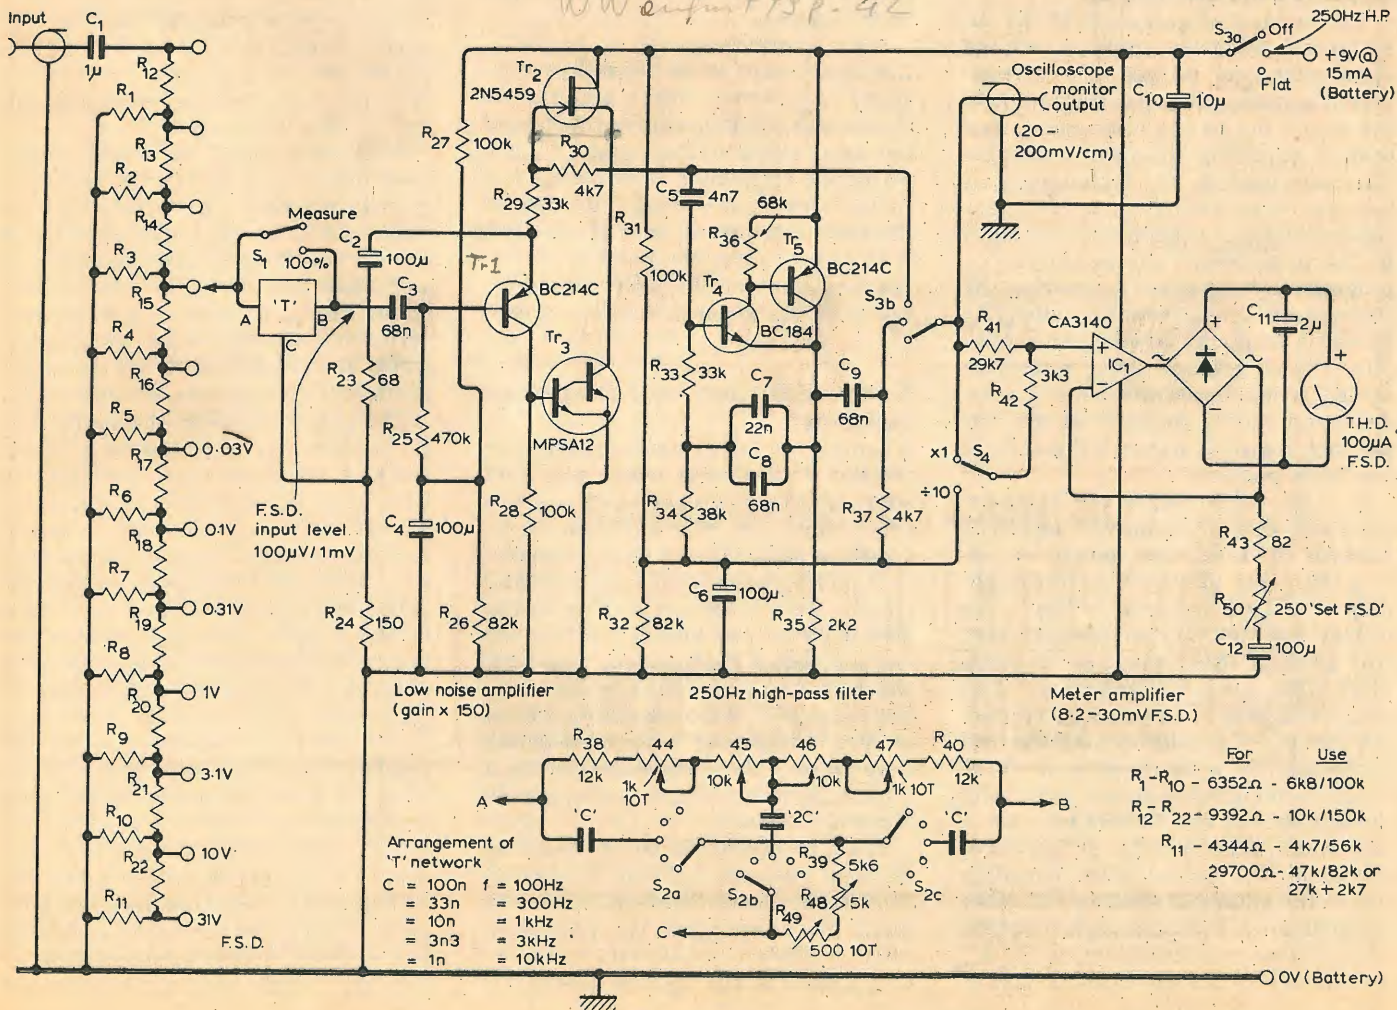 Input
C1
1μ
R12
R1
R13
R2
R14
R3
R15
R4
R16
R5
R17
0·03V
R6
0.1V
R18
R7
0.31V
R19
R8
1V
R20
R9
3·1V
R21
R10
10V
R22
R11
31V
F.S.D.
Measure
S1
100%
'T'
A
B
C
F.S.D.
input level
100μV/1mV
C2
100μ
C3
68n
R23
68
R25
470k
C4
100μ
R24
150
R26
82k
R27
100k
Tr2
2N5459
R30
4k7
R29
33k
Tr1
BC214C
Tr3
MPSA12
R28
100k
Low noise amplifier
(gain x 150)
R31
100k
C5
4n7
68k
R36
Tr5
BC214C
Tr4
BC184
R33
33k
C7
22n
C8
68n
C9
68n
R34
38k
R37
4k7
C6
100μ
R32
82k
R35
2k2
250Hz high-pass filter
S3a
Off
250Hz H.P.
+9V@
15mA
(Battery)
Flat
Oscilloscope
monitor
output
(20-
200mV/cm)
C10
10μ
S3b
R41
29k7
R42
3k3
CA3140
IC1
+
−
~
~
+
−
C11
2μ
+
T.H.D.
100μA
F.S.D.
x1
S4
÷10
R43
82
R50
250 'Set F.S.D.'
C12
100μ
Meter amplifier
(8·2-30mV F.S.D.)
R38
12k
44
1k
10T
45
10k
46
10k
47
1k
10T
R40
12k
A
B
'C'
'2C'
'C'
S2a
S2b
S2c
R39
5k6
R48
5k
R49
500 10T
C
Arrangement of
'T' network
C = 100n f = 100Hz
= 33n = 300Hz
= 10n = 1kHz
= 3n3 = 3kHz
= 1n = 10kHz
For Use
R1-R10 - 6352Ω - 6k8/100k
R12-R22 - 9392Ω - 10k/150k
R11 - 4344Ω - 4k7/56k
29700Ω - 47k/82k or
27k+2k7
0V (Battery)